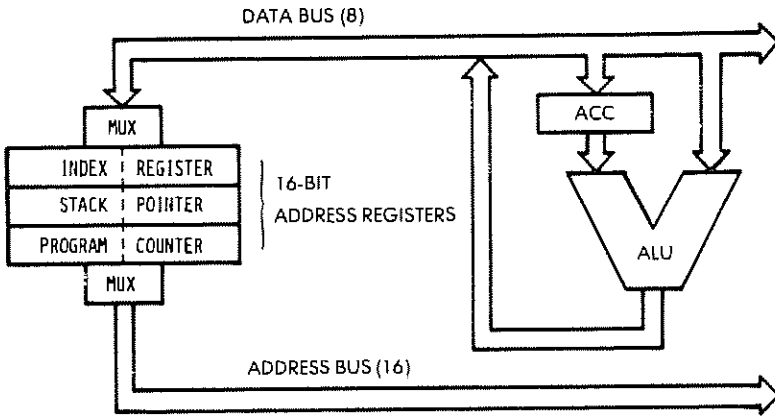 DATA BUS (8)
MUX
ACC
INDEX REGISTER
STACK POINTER
PROGRAM COUNTER
16-BIT
ADDRESS REGISTERS
ALU
MUX
ADDRESS BUS (16)